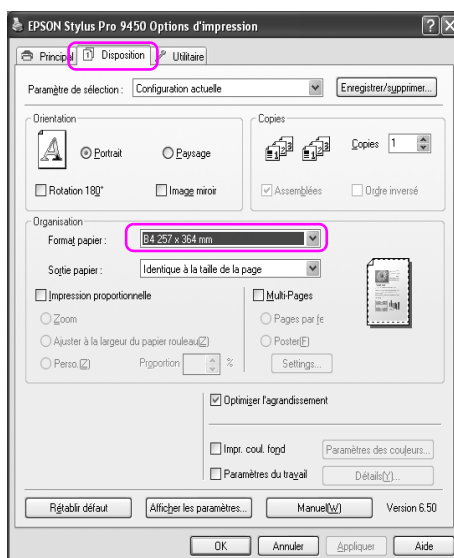 EPSON Stylus Pro 9450 Options d'impression
Principal Disposition Utilitaire
Paramètre de sélection : Configuration actuelle Enregistrer/supprimer...
Orientation Copies
Portrait Paysage Copies 1
Rotation 180° Image miroir Assemblées Ordre inversé
Organisation
Format papier : B4 257 x 364 mm
Sortie papier : Identique à la taille de la page
Impression proportionnelle Multi-Pages
Zoom Pages par fe
Ajuster à la largeur du papier rouleau(Z) Poster(F)
Perso.(Z) Proportion % Settings...
Optimiser l'agrandissement
Impr. coul. fond Paramètres des couleurs...
Paramètres du travail Détails(Y)...
Rétablir défaut Afficher les paramètres... Manuel(W) Version 6.50
OK Annuler Appliquer Aide